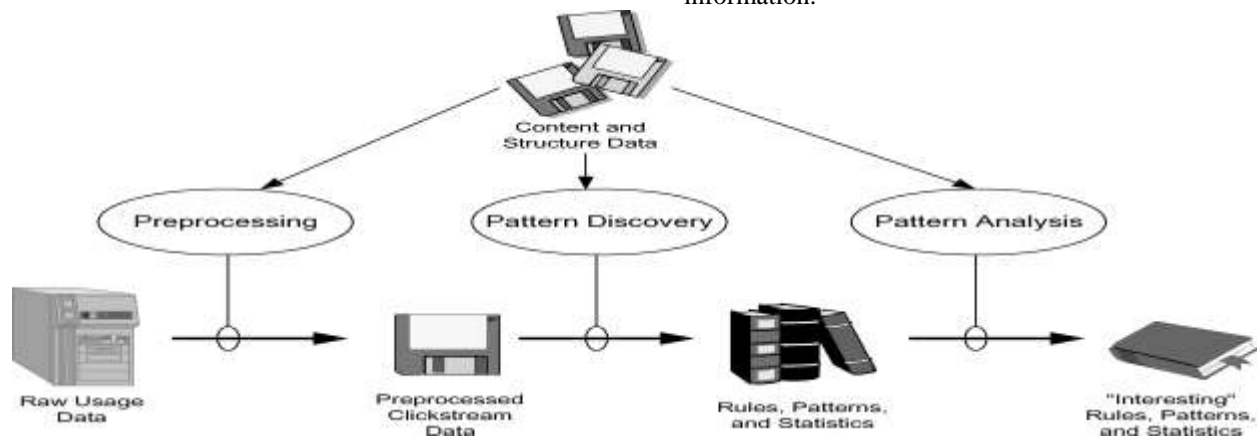 information.
Content and
Structure Data
Preprocessing
Pattern Discovery
Pattern Analysis
Raw Usage
Data
Preprocessed
Clickstream
Data
Rules, Patterns,
and Statistics
"Interesting"
Rules, Patterns,
and Statistics